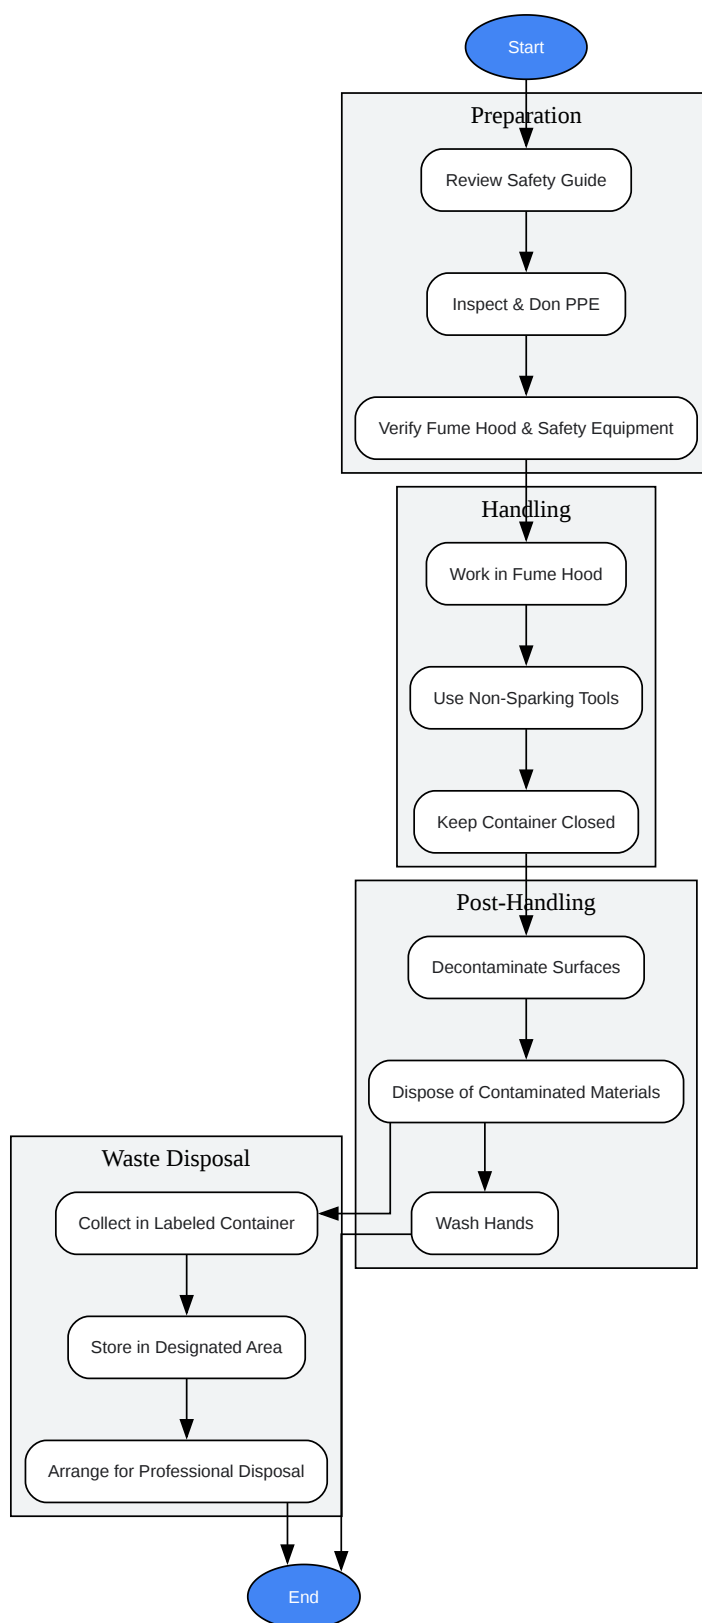 Start
Preparation
Review Safety Guide
Inspect & Don PPE
Verify Fume Hood & Safety Equipment
Handling
Work in Fume Hood
Use Non-Sparking Tools
Keep Container Closed
Post-Handling
Decontaminate Surfaces
Dispose of Contaminated Materials
Wash Hands
Waste Disposal
Collect in Labeled Container
Store in Designated Area
Arrange for Professional Disposal
End